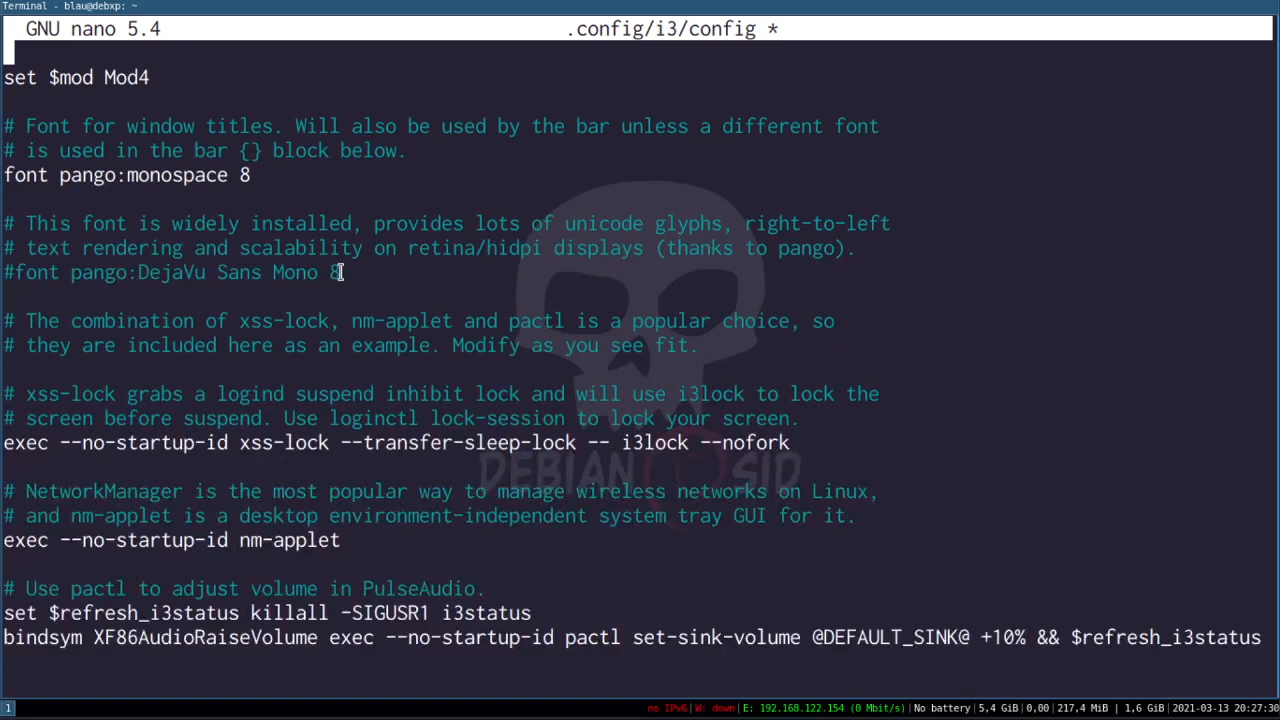 Terminal - blau@debxp: ~
GNU nano 5.4 .config/i3/config *
set $mod Mod4
# Font for window titles. Will also be used by the bar unless a different font
# is used in the bar {} block below.
font pango:monospace 8
# This font is widely installed, provides lots of unicode glyphs, right-to-left
# text rendering and scalability on retina/hidpi displays (thanks to pango).
#font pango:DejaVu Sans Mono 8
# The combination of xss-lock, nm-applet and pactl is a popular choice, so
# they are included here as an example. Modify as you see fit.
# xss-lock grabs a logind suspend inhibit lock and will use i3lock to lock the
# screen before suspend. Use loginctl lock-session to lock your screen.
exec --no-startup-id xss-lock --transfer-sleep-lock -- i3lock --nofork
DEBIAN SID
# NetworkManager is the most popular way to manage wireless networks on Linux,
# and nm-applet is a desktop environment-independent system tray GUI for it.
exec --no-startup-id nm-applet
# Use pactl to adjust volume in PulseAudio.
set $refresh_i3status killall -SIGUSR1 i3status
bindsym XF86AudioRaiseVolume exec --no-startup-id pactl set-sink-volume @DEFAULT_SINK@ +10% && $refresh_i3status
1 no IPv6|W: down|E: 192.168.122.154 (0 Mbit/s)|No battery|5,4 GiB|0,00|217,4 MiB | 1,6 GiB|2021-03-13 20:27:30